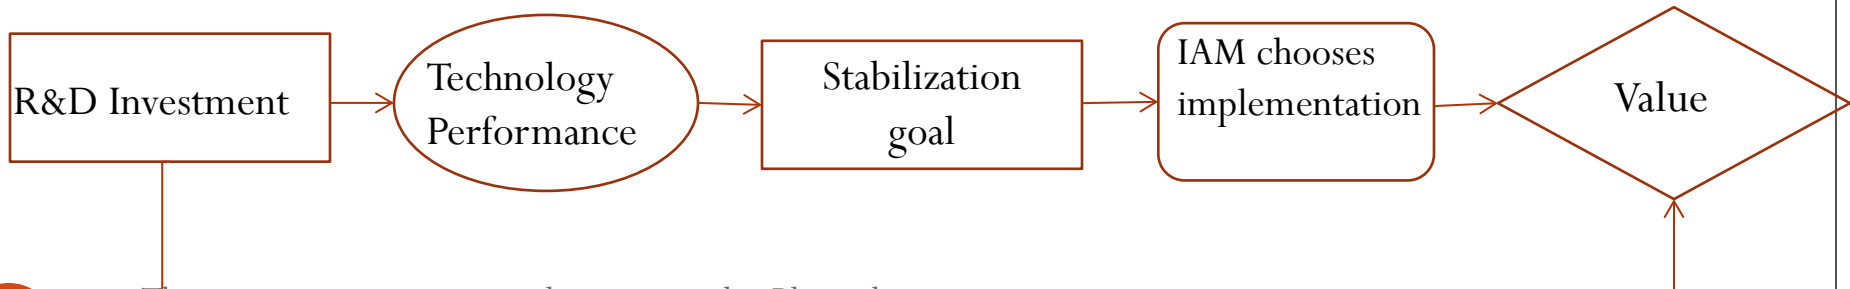 R&D Investment
Technology
Performance
Stabilization
goal
IAM chooses
implementation
Value